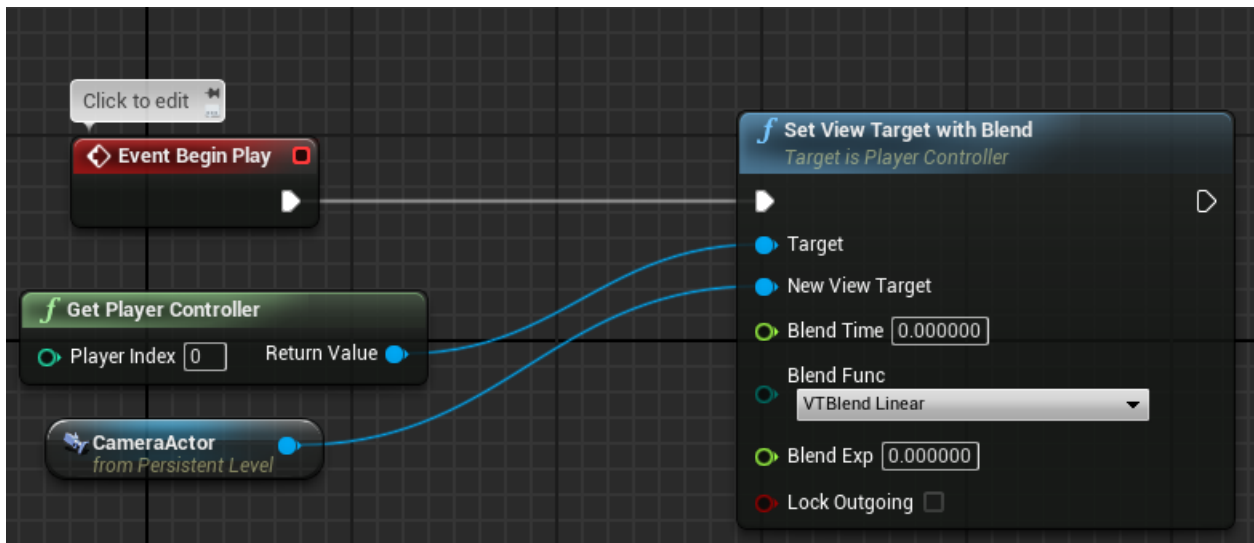 Click to edit
Event Begin Play
f Set View Target with Blend
Target is Player Controller
Target
New View Target
f Get Player Controller
Player Index 0 Return Value
Blend Time 0.000000
Blend Func
VTBlend Linear
CameraActor
from Persistent Level
Blend Exp 0.000000
Lock Outgoing